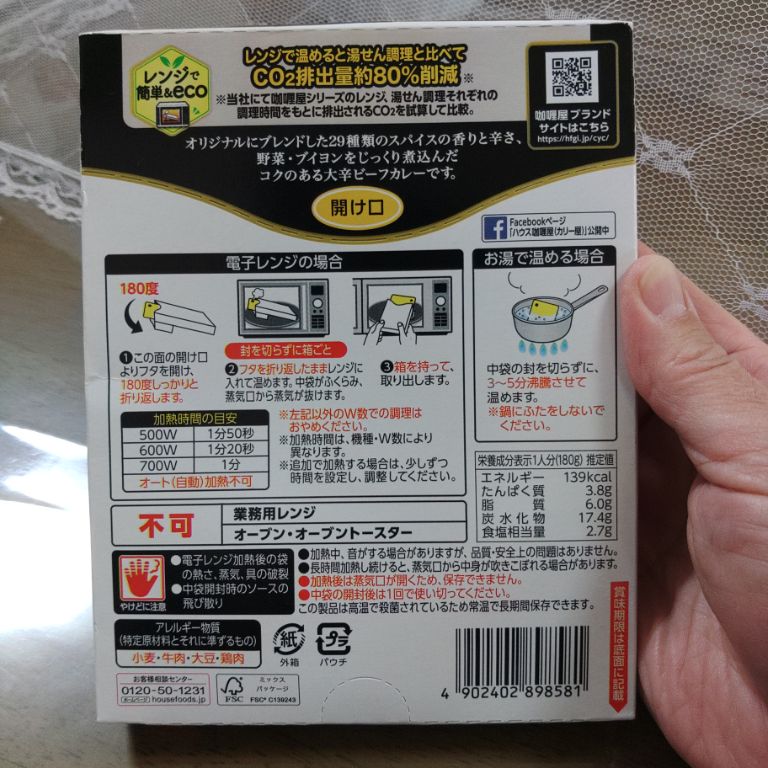 レンジで
簡単&eco
レンジで温めると湯せん調理と比べて
CO2排出量約80%削減※
※当社にて咖喱屋シリーズのレンジ、湯せん調理それぞれの
調理時間をもとに排出されるCO2を試算して比較。
咖喱屋 ブランド
サイトはこちら
https://hfgi.jp/cyc/
オリジナルにブレンドした29種類のスパイスの香りと辛さ、
野菜・ブイヨンをじっくり煮込んだ
コクのある大辛ビーフカレーです。
開け口
Facebookページ
「ハウス咖喱屋(カリー屋)」公開中
電子レンジの場合
180度
❶この面の開け口
よりフタを開け、
180度しっかりと
折り返します。
封を切らずに箱ごと
❷フタを折り返したままレンジに
入れて温めます。中袋がふくらみ、
蒸気口から蒸気が抜けます。
❸箱を持って、
取り出します。
加熱時間の目安
500W 1分50秒
600W 1分20秒
700W 1分
オート(自動)加熱不可
※左記以外のW数での調理は
おやめください。
※加熱時間は、機種・W数により
異なります。
※追加で加熱する場合は、少しずつ
時間を設定し、調整してください。
お湯で温める場合
中袋の封を切らずに、
3〜5分沸騰させて
温めます。
※鍋にふたをしないで
ください。
栄養成分表示1人分(180g) 推定値
エネルギー 139kcal
たんぱく質 3.8g
脂質 6.0g
炭水化物 17.4g
食塩相当量 2.7g
不可
業務用レンジ
オーブン・オーブントースター
やけどに注意
●電子レンジ加熱後の袋
の熱さ、蒸気、具の破裂
●中袋開封時のソースの
飛び散り
●加熱中、音がする場合がありますが、品質・安全上の問題はありません。
●長時間加熱し続けると、蒸気口から中身が吹きこぼれる場合があります。
●加熱後は蒸気口が開くため、保存できません。
●中袋の開封後は1回で使い切ってください。
この製品は高温で殺菌されているため常温で長期間保存できます。
アレルギー物質
(特定原材料とそれに準ずるもの)
小麦・牛肉・大豆・鶏肉
紙
外箱
プラ
パウチ
賞味期限は底面に記載
お客様相談センター
0120-50-1231
ホームページ housefoods.jp
FSC
ミックス
パッケージ
FSC® C139243
4 902402 898581